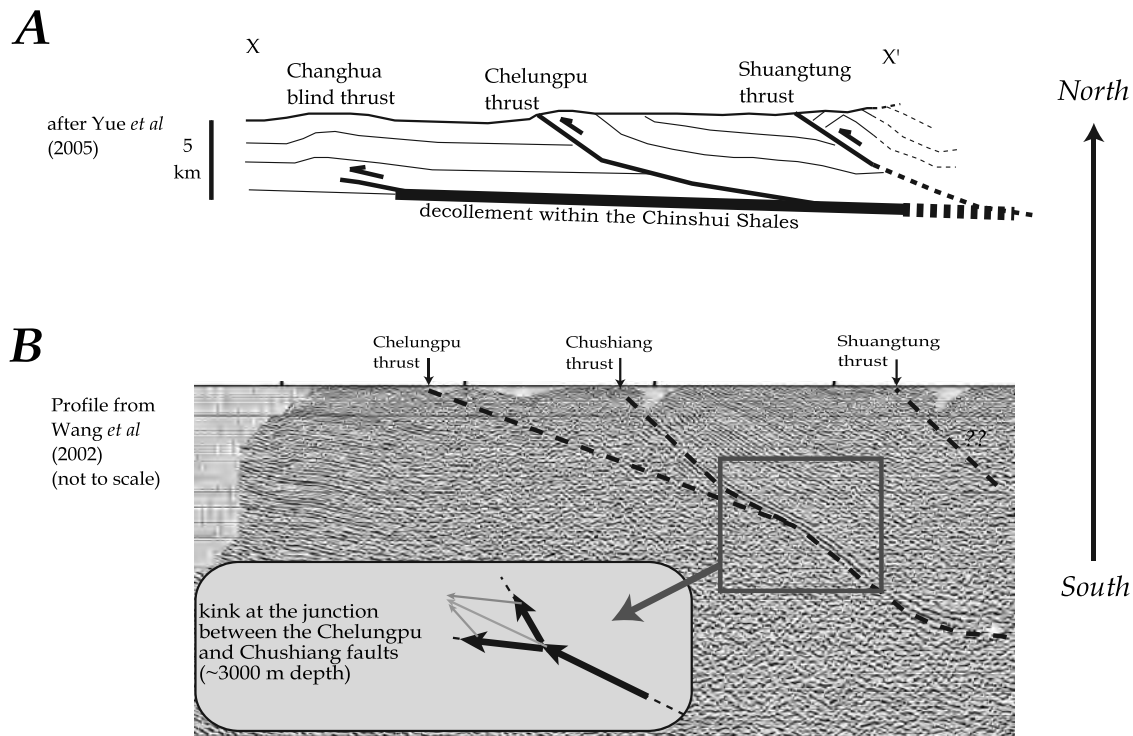 A
X
X'
Changhua
blind thrust
Chelungpu
thrust
Shuangtung
thrust
North
after Yue et al
(2005)
5
km
decollement within the Chinshui Shales
B
Chelungpu
thrust
Chushiang
thrust
Shuangtung
thrust
Profile from
Wang et al
(2002)
(not to scale)
??
kink at the junction
between the Chelungpu
and Chushiang faults
(~3000 m depth)
South